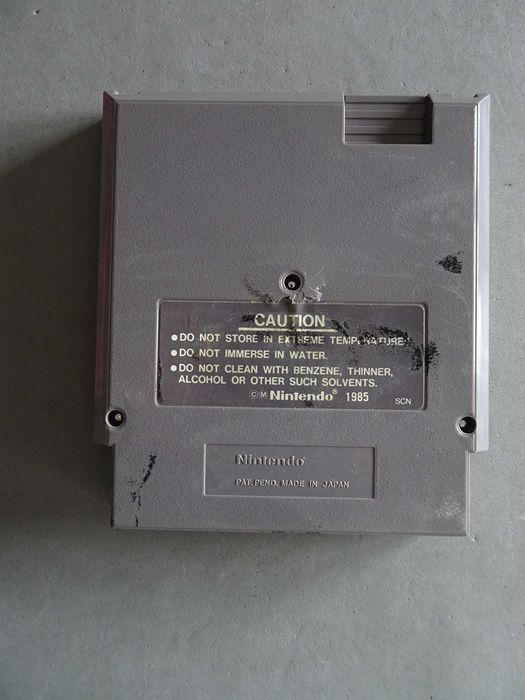 CAUTION
● DO NOT STORE IN EXTREME TEMPERATURE
● DO NOT IMMERSE IN WATER.
● DO NOT CLEAN WITH BENZENE, THINNER,
ALCOHOL OR OTHER SUCH SOLVENTS.
©Ⓜ Nintendo® 1985 SCN
Nintendo®
PAT. PEND. MADE IN JAPAN